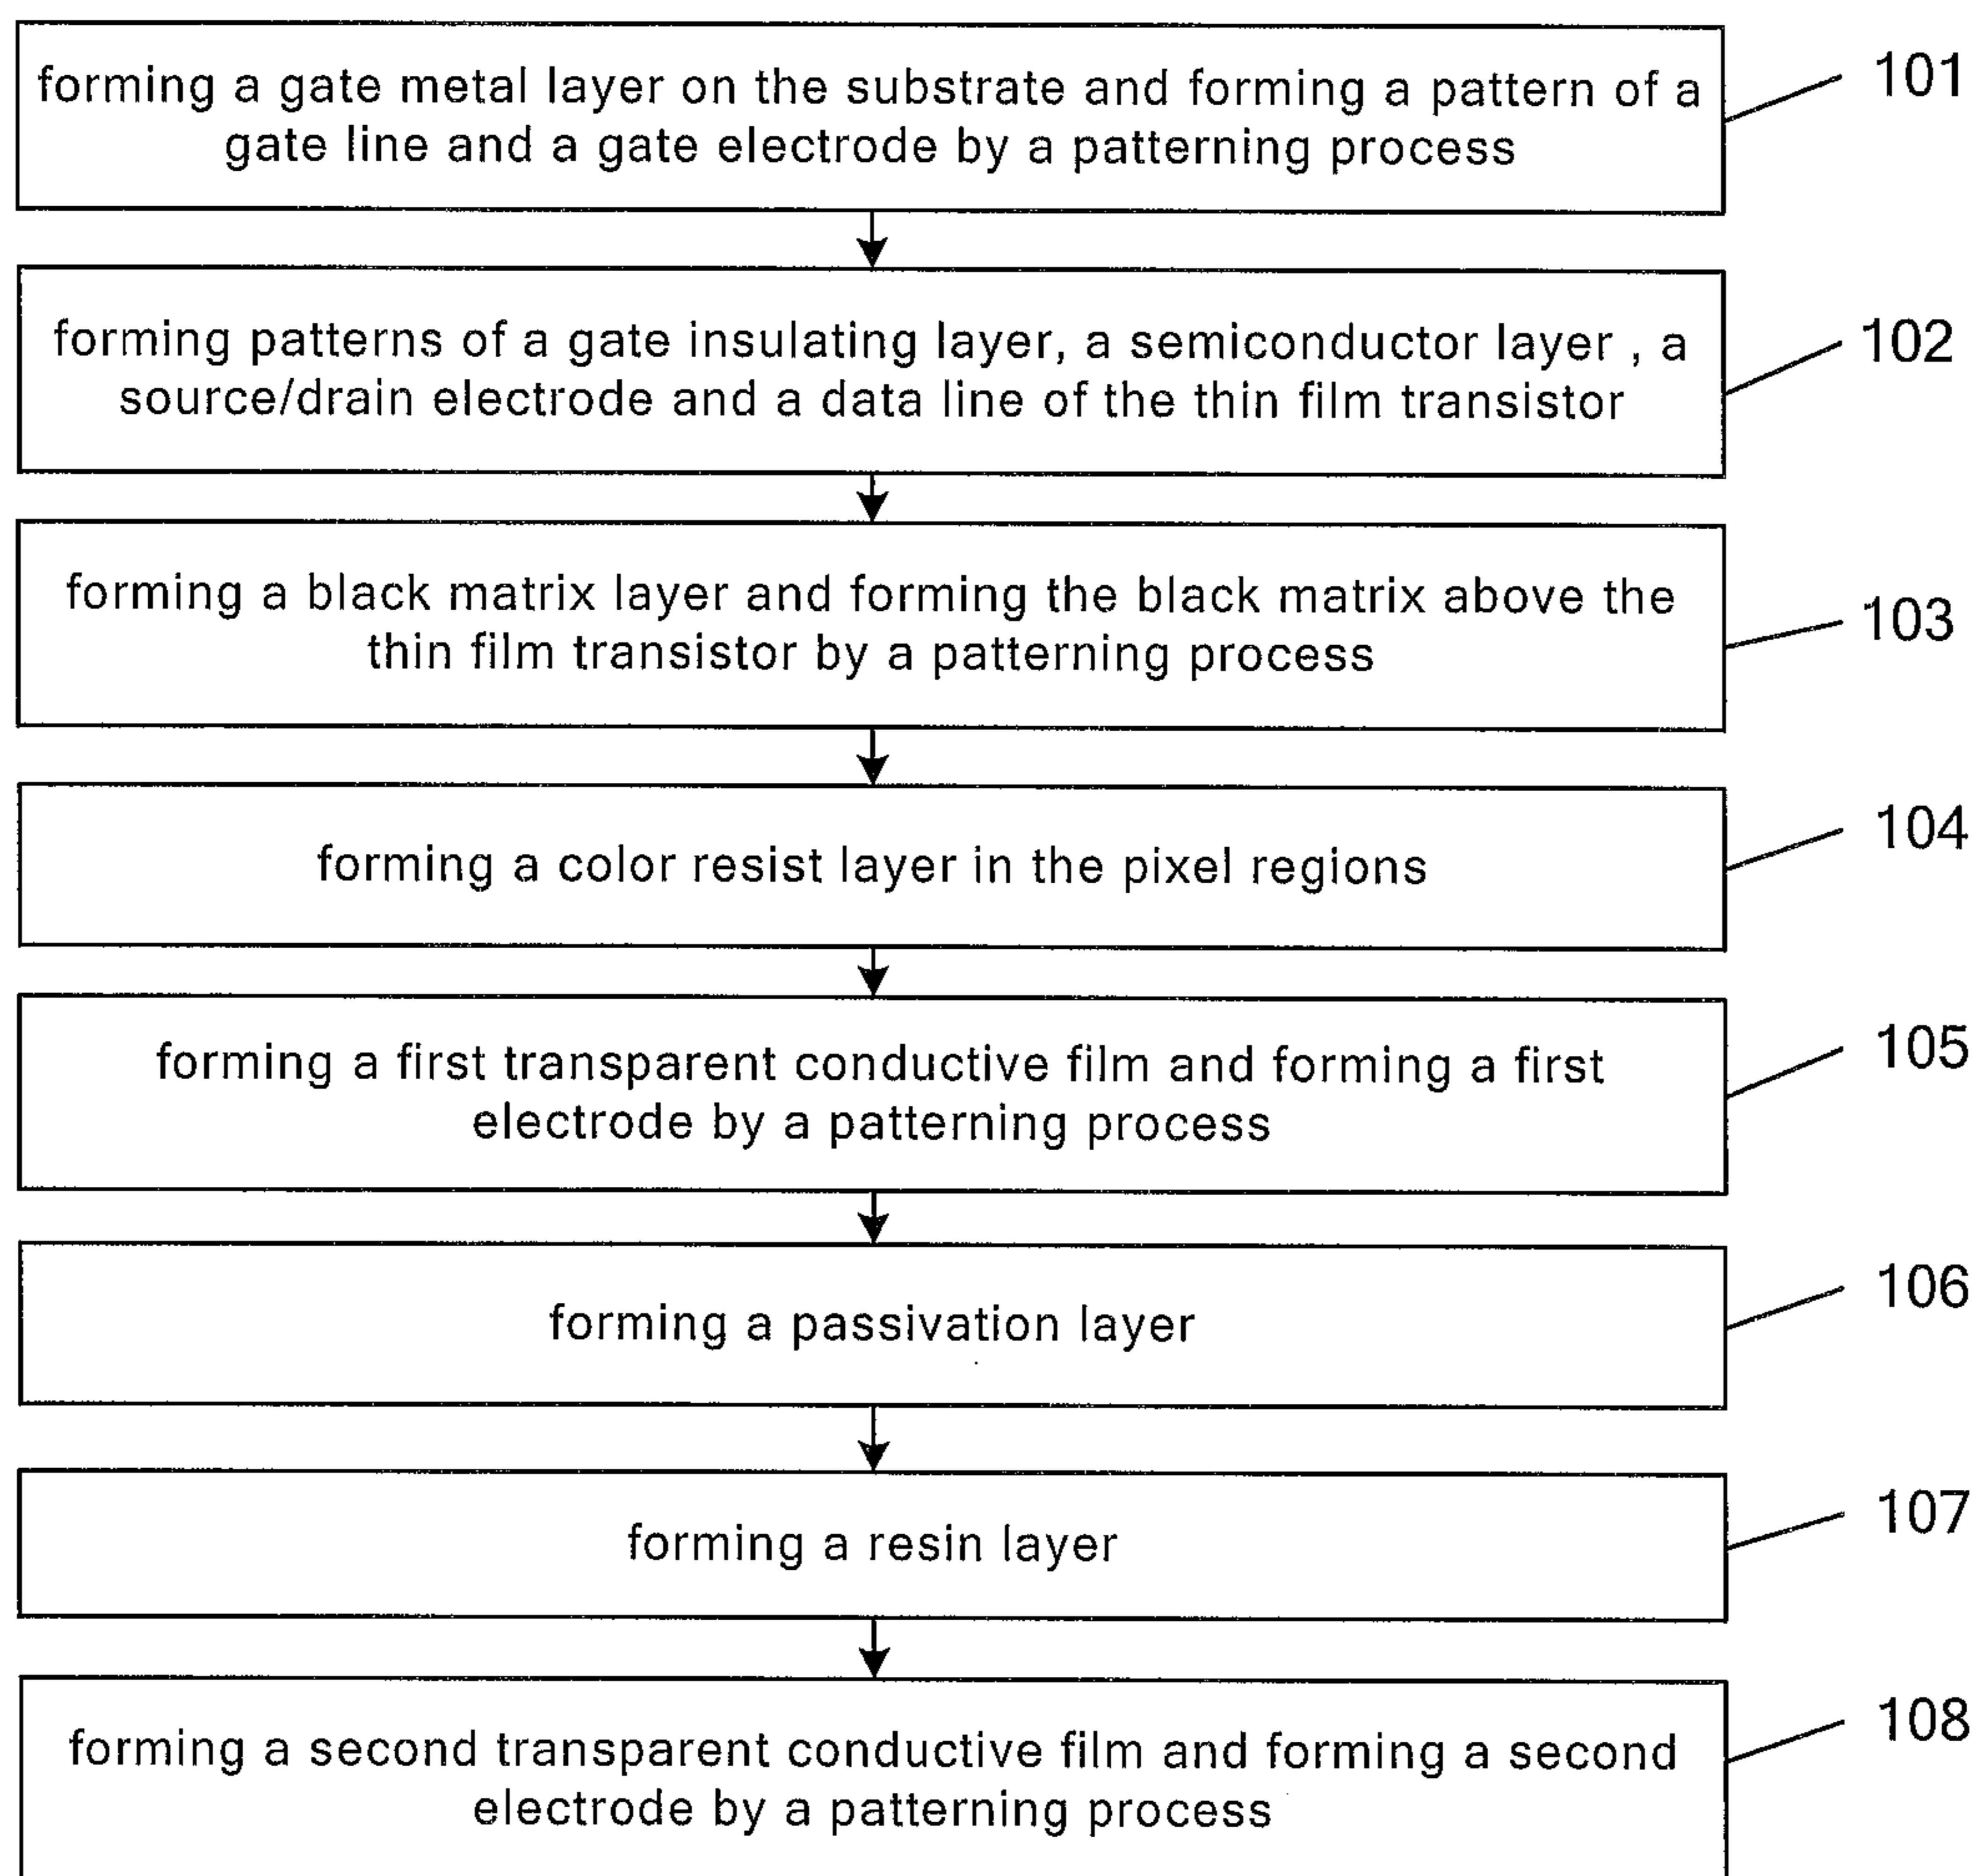 forming a gate metal layer on the substrate and forming a pattern of a
gate line and a gate electrode by a patterning process
101
forming patterns of a gate insulating layer, a semiconductor layer , a
source/drain electrode and a data line of the thin film transistor
102
forming a black matrix layer and forming the black matrix above the
thin film transistor by a patterning process
103
forming a color resist layer in the pixel regions
104
forming a first transparent conductive film and forming a first
electrode by a patterning process
105
forming a passivation layer
106
forming a resin layer
107
forming a second transparent conductive film and forming a second
electrode by a patterning process
108